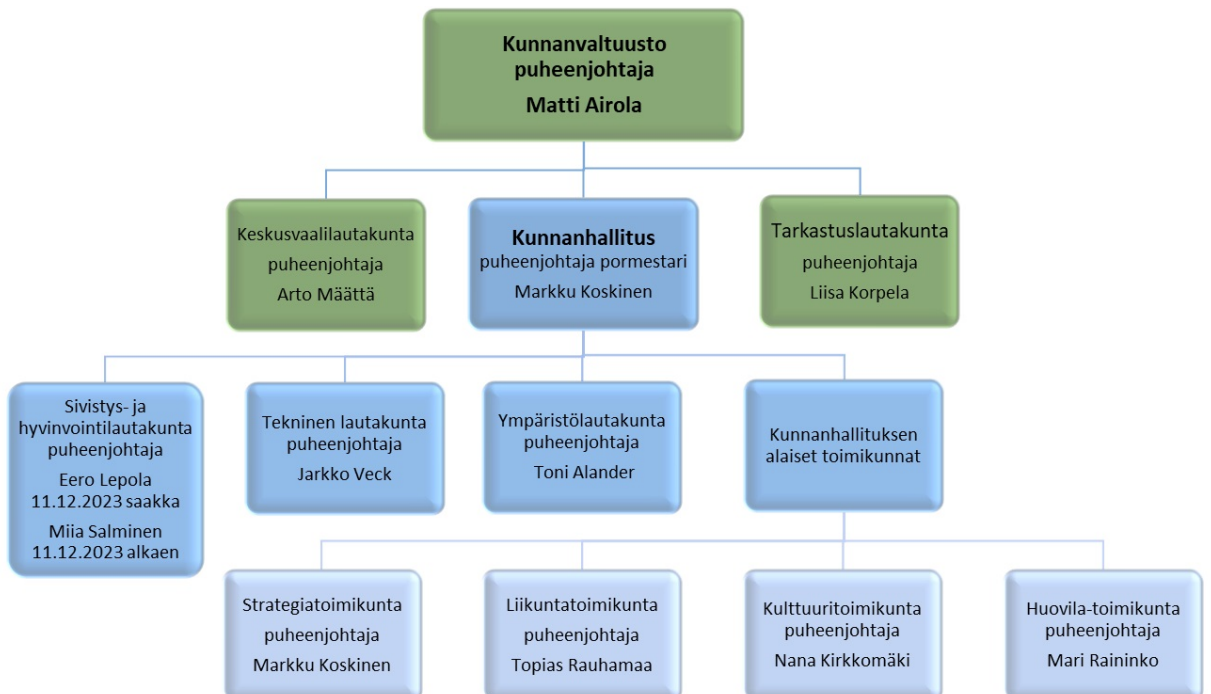 Kunnanvaltuusto
puheenjohtaja
Matti Airola
Keskusvaalilautakunta
puheenjohtaja
Arto Määttä
Kunnanhallitus
puheenjohtaja pormestari
Markku Koskinen
Tarkastuslautakunta
puheenjohtaja
Liisa Korpela
Sivistys- ja
hyvinvointilautakunta
puheenjohtaja
Eero Lepola
11.12.2023 saakka
Miia Salminen
11.12.2023 alkaen
Tekninen lautakunta
puheenjohtaja
Jarkko Veck
Ympäristölautakunta
puheenjohtaja
Toni Alander
Kunnanhallituksen
alaiset toimikunnat
Strategiatoimikunta
puheenjohtaja
Markku Koskinen
Liikuntatoimikunta
puheenjohtaja
Topias Rauhamaa
Kulttuuritoimikunta
puheenjohtaja
Nana Kirkkomäki
Huovila-toimikunta
puheenjohtaja
Mari Raininko